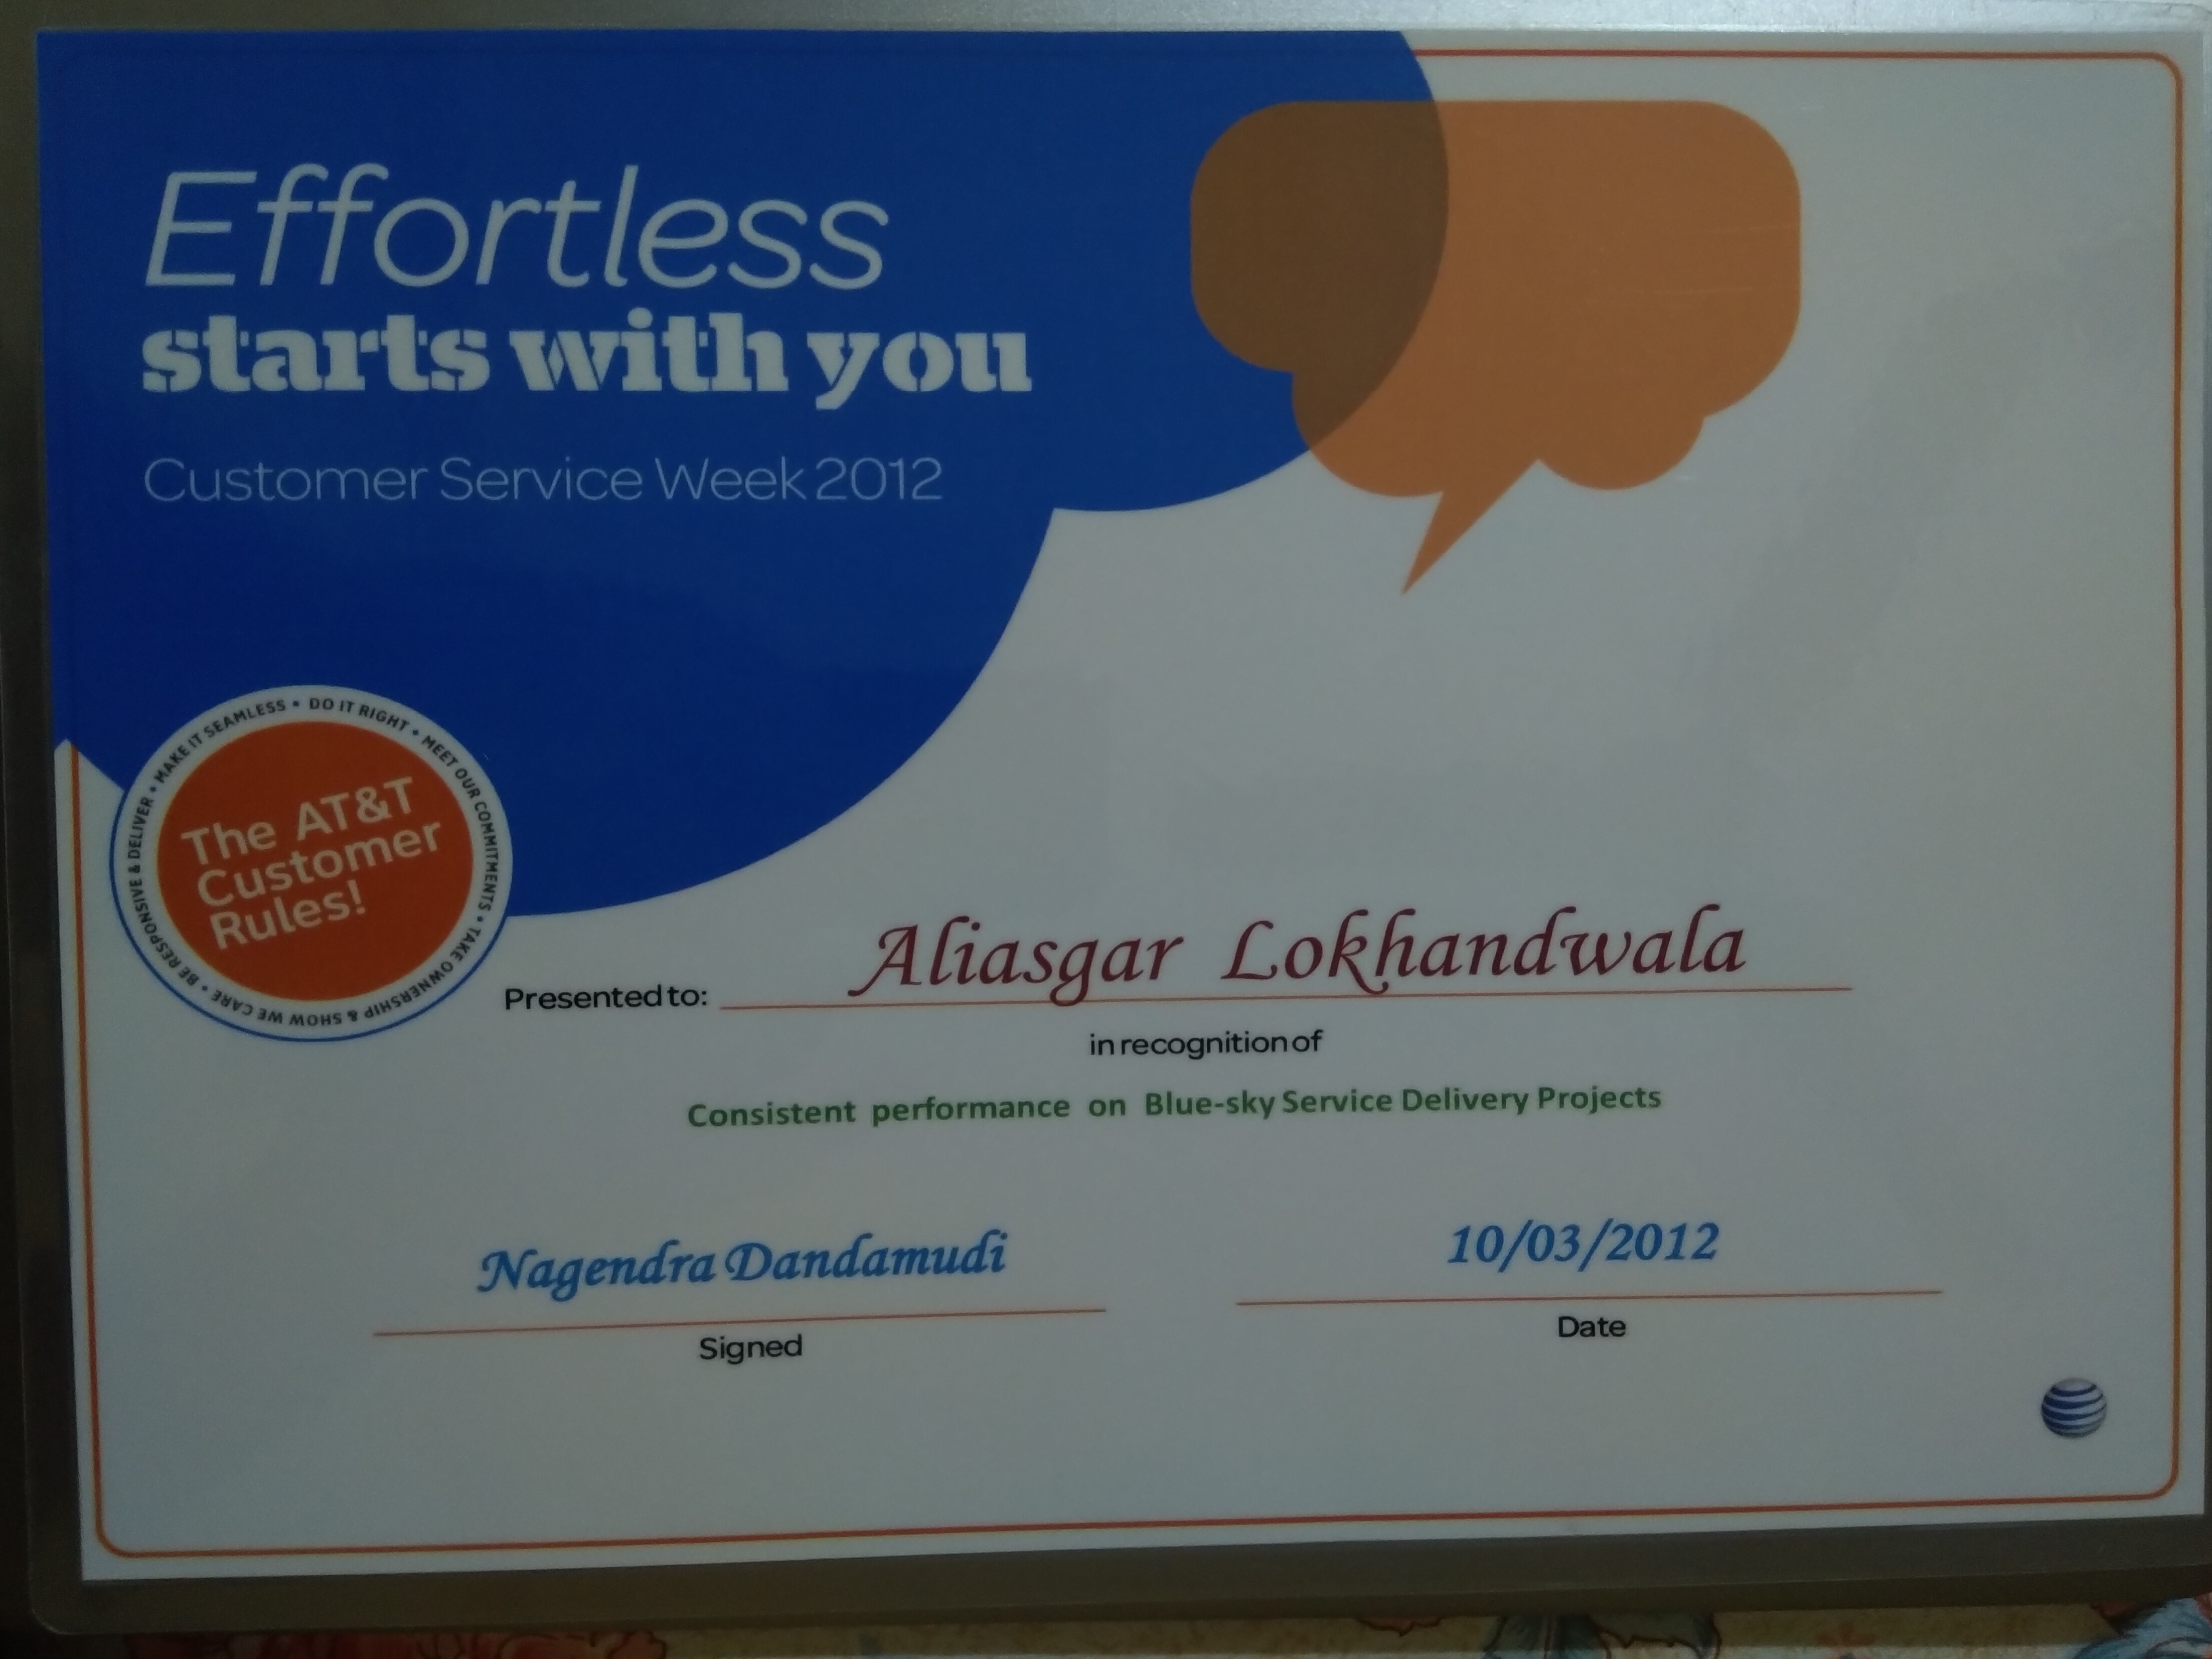 Effortless
starts with you
Customer Service Week 2012
MAKE IT SEAMLESS • DO IT RIGHT • MEET OUR COMMITMENTS • TAKE OWNERSHIP & SHOW WE CARE • BE RESPONSIVE & DELIVER •
The AT&T
Customer
Rules!
Presented to: Aliasgar Lokhandwala
in recognition of
Consistent performance on Blue-sky Service Delivery Projects
Nagendra Dandamudi 10/03/2012
Signed Date